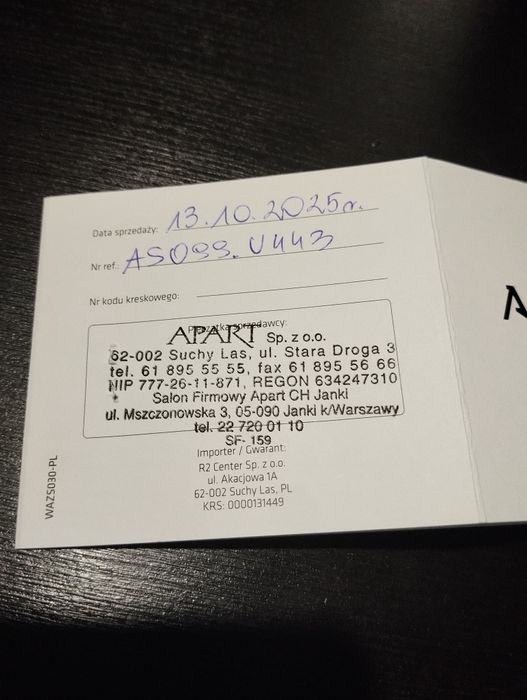 Data sprzedaży: 13.10.2025r.
Nr ref.: AS099.V443
Nr kodu kreskowego:
Pieczątka sprzedawcy:
APART Sp. z o.o.
62-002 Suchy Las, ul. Stara Droga 3
tel. 61 895 55 55, fax 61 895 56 66
NIP 777-26-11-871, REGON 634247310
Salon Firmowy Apart CH Janki
ul. Mszczonowska 3, 05-090 Janki k/Warszawy
tel. 22 720 01 10
SF- 159
Importer / Gwarant:
R2 Center Sp. z o.o.
ul. Akacjowa 1A
62-002 Suchy Las, PL
KRS: 0000131449
WAZS030-PL